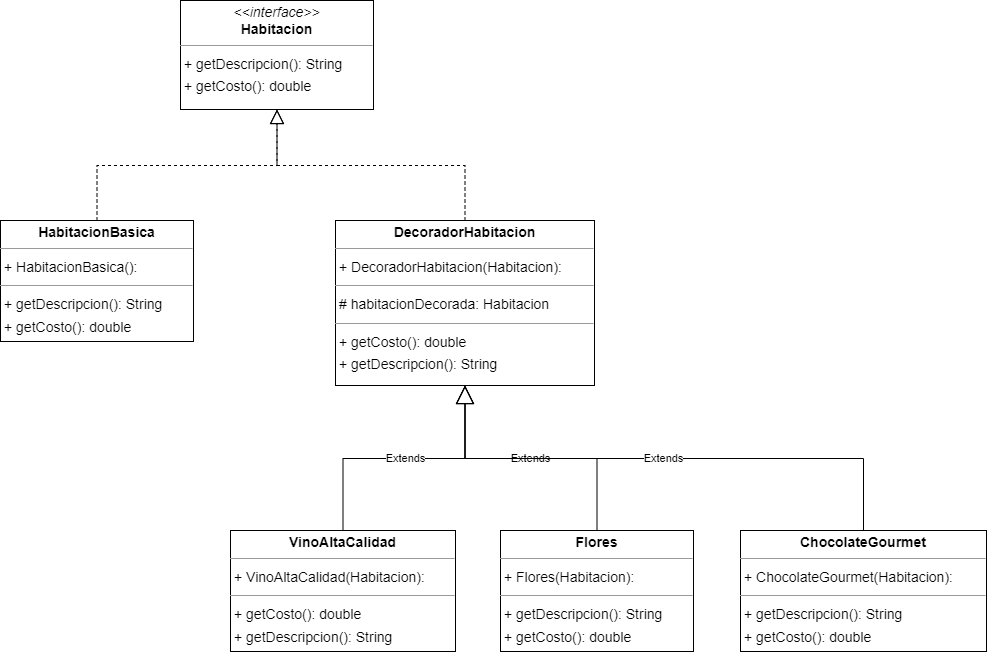 <<interface>>
Habitacion
+ getDescripcion(): String
+ getCosto(): double
HabitacionBasica
+ HabitacionBasica():
+ getDescripcion(): String
+ getCosto(): double
DecoradorHabitacion
+ DecoradorHabitacion(Habitacion):
# habitacionDecorada: Habitacion
+ getCosto(): double
+ getDescripcion(): String
Extends
Extends
Extends
VinoAltaCalidad
+ VinoAltaCalidad(Habitacion):
+ getCosto(): double
+ getDescripcion(): String
Flores
+ Flores(Habitacion):
+ getDescripcion(): String
+ getCosto(): double
ChocolateGourmet
+ ChocolateGourmet(Habitacion):
+ getDescripcion(): String
+ getCosto(): double